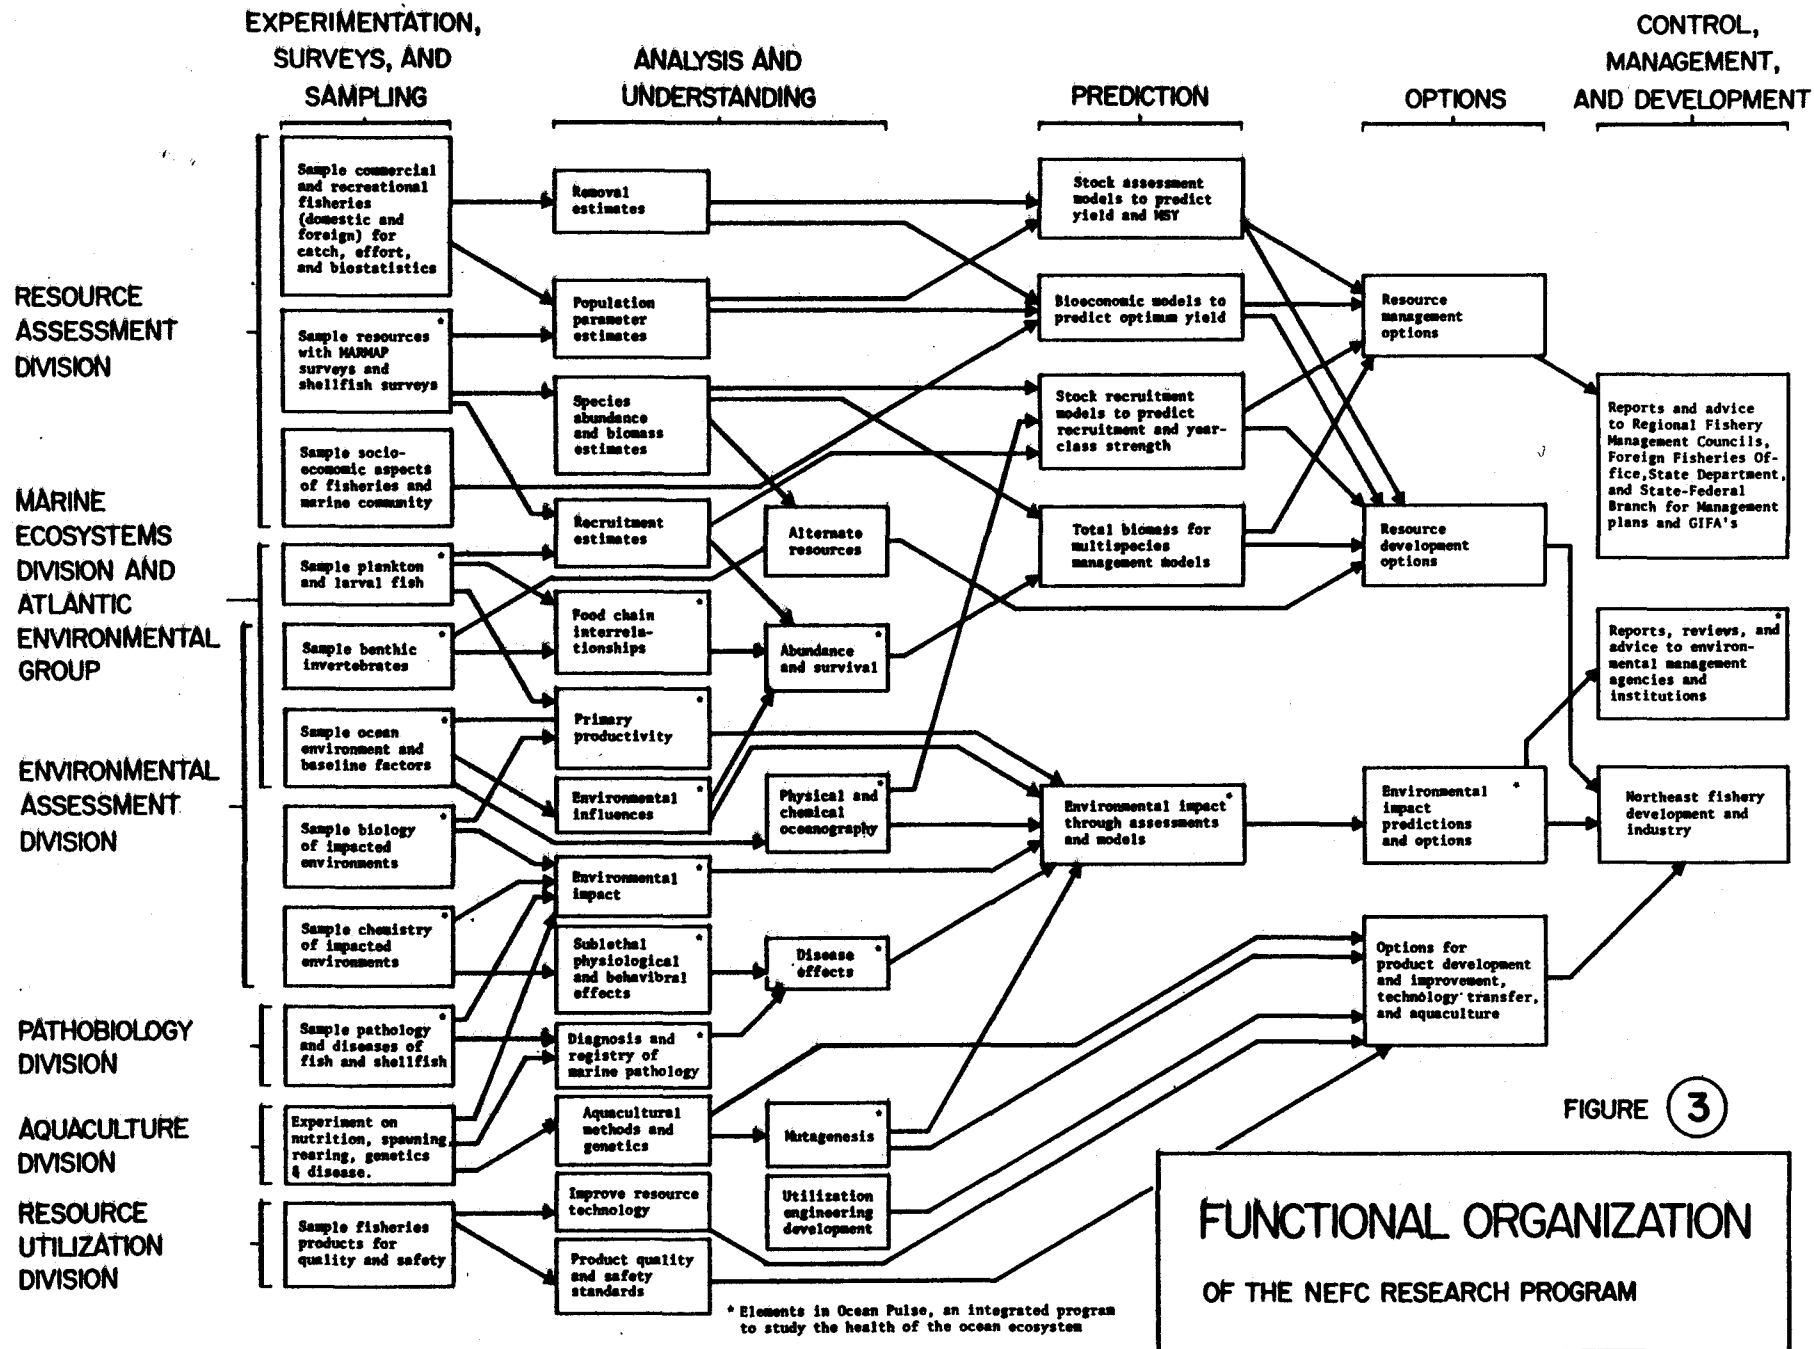 EXPERIMENTATION,
SURVEYS, AND
SAMPLING
ANALYSIS AND
UNDERSTANDING
PREDICTION
OPTIONS
CONTROL,
MANAGEMENT,
AND DEVELOPMENT
RESOURCE
ASSESSMENT
DIVISION
MARINE
ECOSYSTEMS
DIVISION AND
ATLANTIC
ENVIRONMENTAL
GROUP
ENVIRONMENTAL
ASSESSMENT
DIVISION
PATHOBIOLOGY
DIVISION
AQUACULTURE
DIVISION
RESOURCE
UTILIZATION
DIVISION
Sample commercial
and recreational
fisheries
(domestic and
foreign) for
catch, effort,
and biostatistics
*
Sample resources
with MARMAP
surveys and
shellfish surveys
Sample socio-
economic aspects
of fisheries and
marine community
*
Sample plankton
and larval fish
*
Sample benthic
invertebrates
*
Sample ocean
environment and
baseline factors
*
Sample biology
of impacted
environments
*
Sample chemistry
of impacted
environments
*
Sample pathology
and diseases of
fish and shellfish
Experiment on
nutrition, spawning,
rearing, genetics
& disease.
Sample fisheries
products for
quality and safety
Removal
estimates
Population
parameter
estimates
Species
abundance
and biomass
estimates
Recruitment
estimates
*
Food chain
interrela-
tionships
*
Primary
productivity
*
Environmental
influences
*
Environmental
impact
*
Sublethal
physiological
and behavibral
effects
*
Diagnosis and
registry of
marine pathology
Aquacultural
methods and
genetics
Improve resource
technology
Product quality
and safety
standards
Alternate
resources
*
Abundance
and survival
*
Physical and
chemical
oceanography
*
Disease
effects
*
Mutagenesis
Utilization
engineering
development
Stock assessment
models to predict
yield and MSY
Bioeconomic models to
predict optimum yield
Stock recruitment
models to predict
recruitment and year-
class strength
Total biomass for
multispecies
management models
*
Environmental impact
through assessments
and models
Resource
management
options
Resource
development
options
*
Environmental
impact
predictions
and options
Options for
product development
and improvement,
technology transfer,
and aquaculture
Reports and advice
to Regional Fishery
Management Councils,
Foreign Fisheries Of-
fice, State Department,
and State-Federal
Branch for Management
plans and GIFA's
*
Reports, reviews, and
advice to environ-
mental management
agencies and
institutions
Northeast fishery
development and
industry
* Elements in Ocean Pulse, an integrated program
to study the health of the ocean ecosystem
FIGURE 3
FUNCTIONAL ORGANIZATION
OF THE NEFC RESEARCH PROGRAM